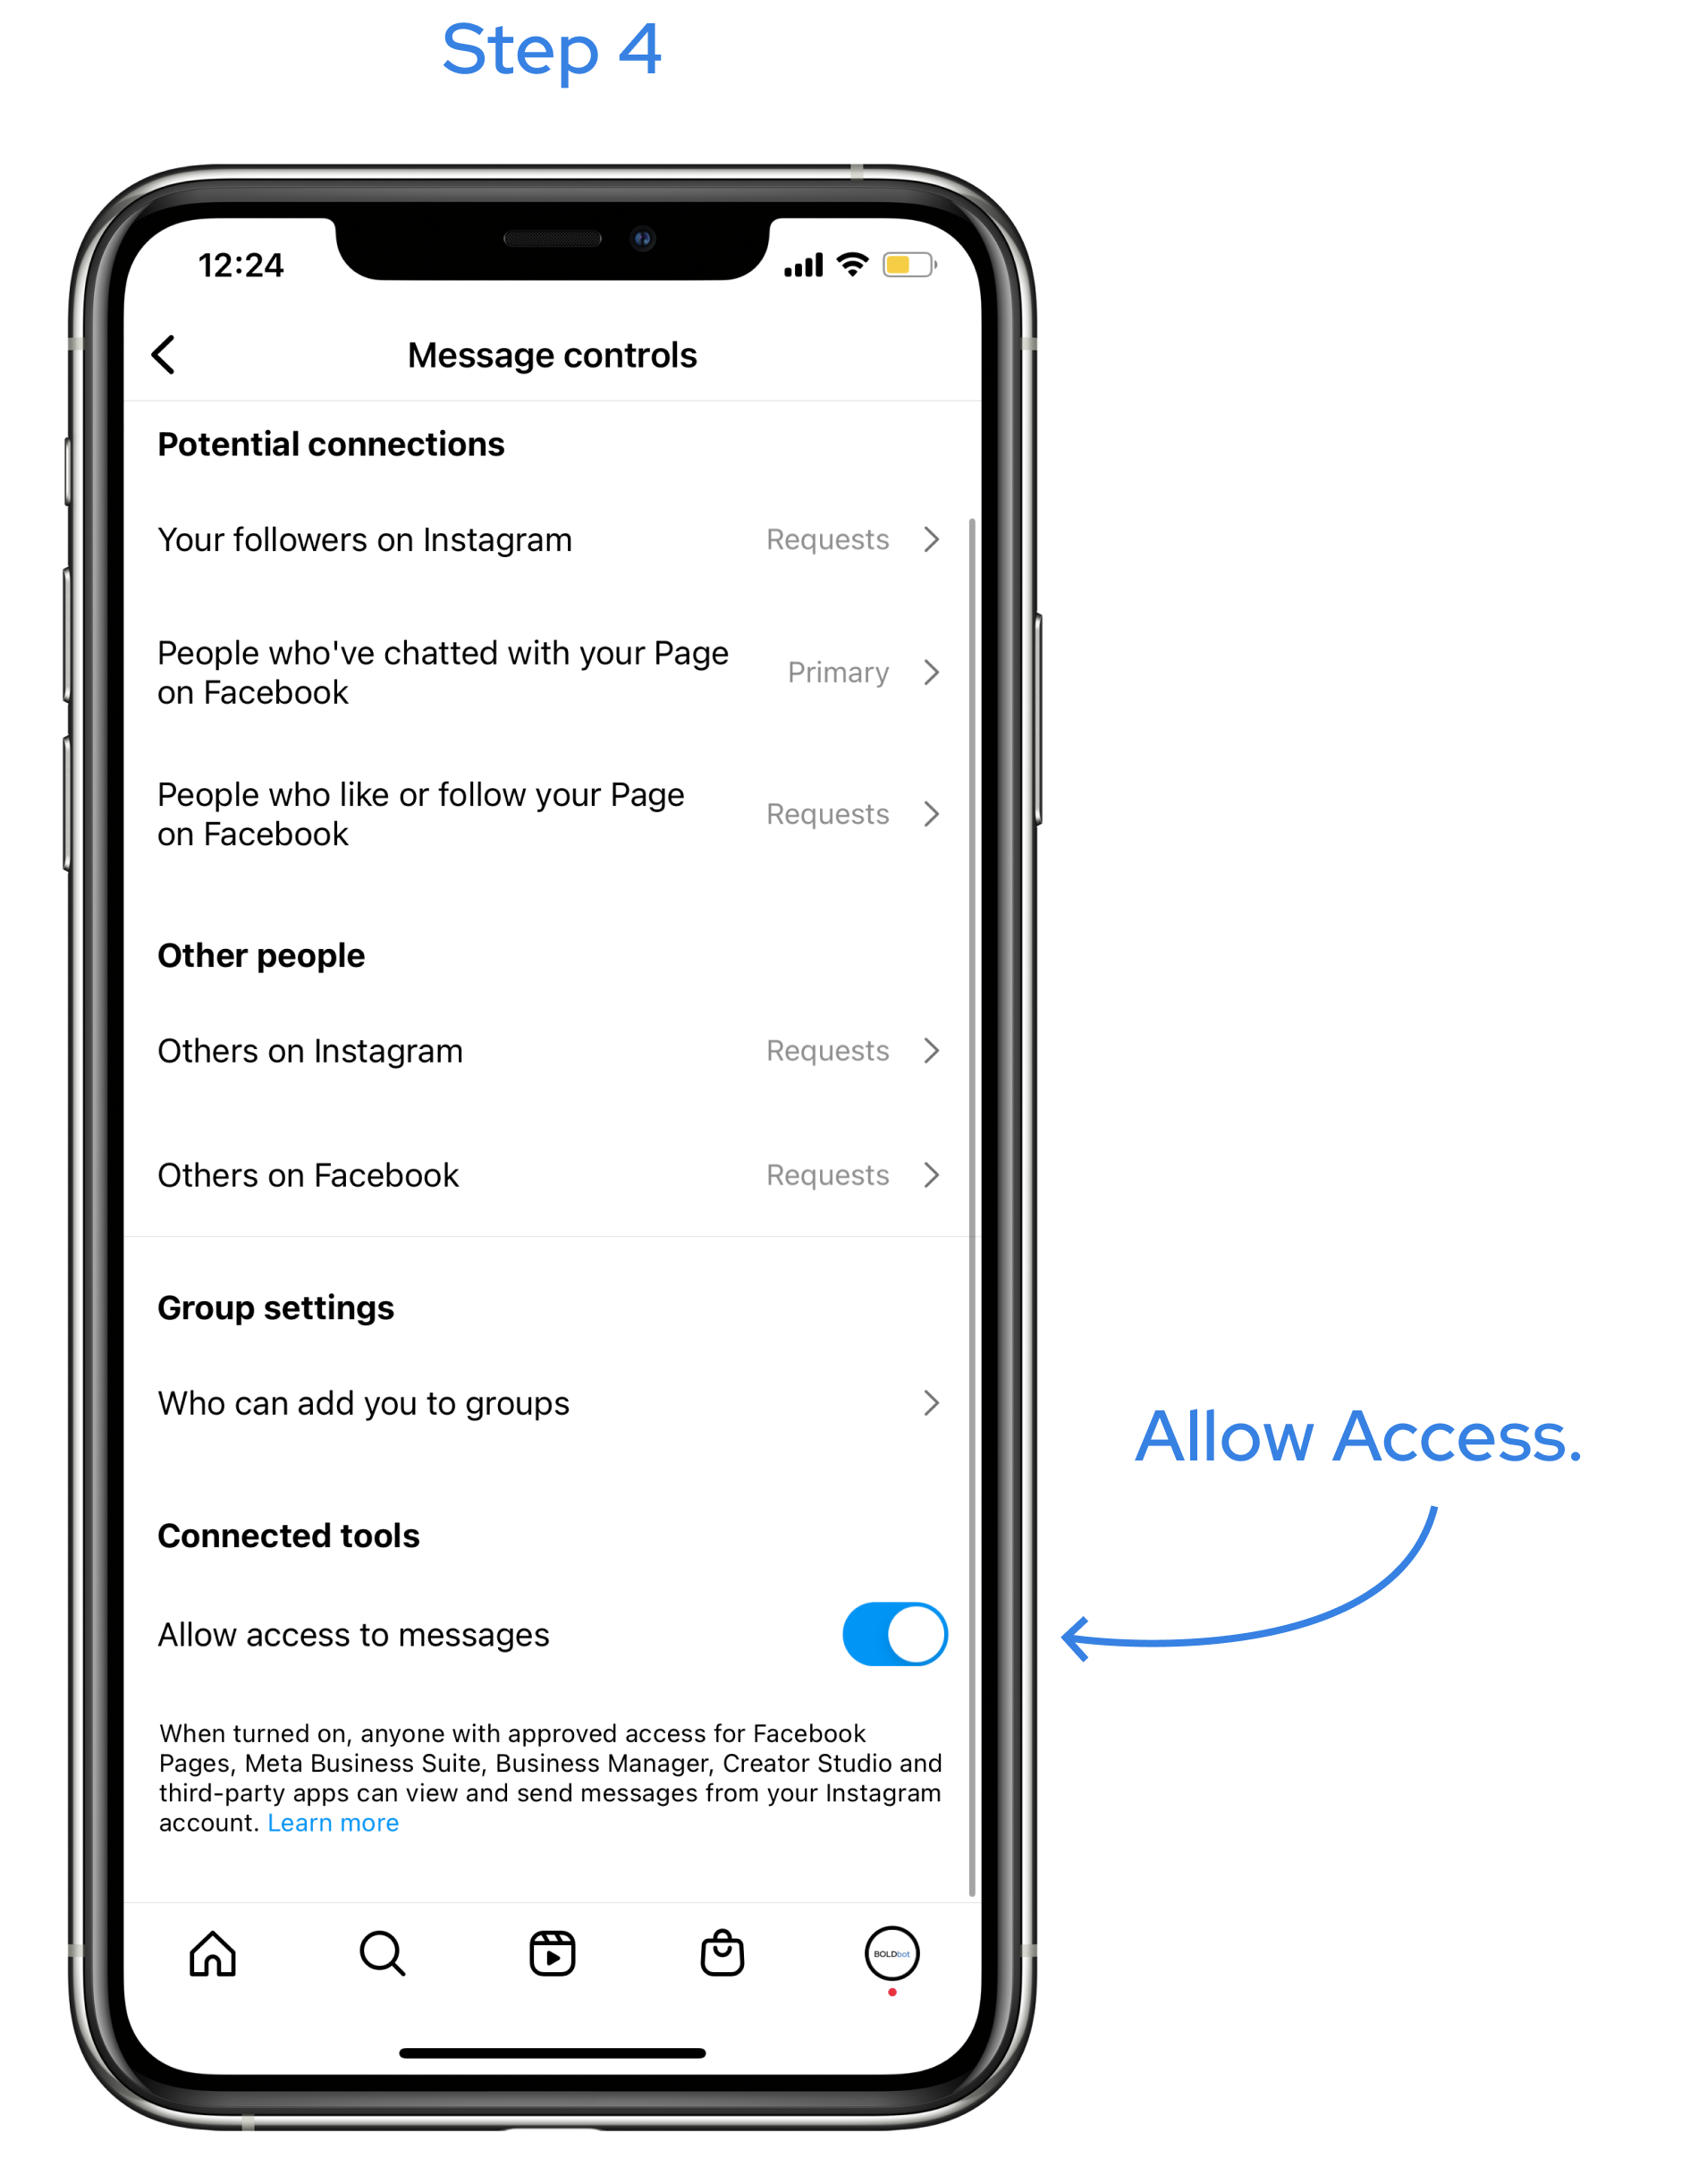 Step 4
12:24
Message controls
Potential connections
Your followers on Instagram Requests
People who've chatted with your Page
on Facebook
Primary
People who like or follow your Page
on Facebook
Requests
Other people
Others on Instagram Requests
Others on Facebook Requests
Group settings
Who can add you to groups
Allow Access.
Connected tools
Allow access to messages
When turned on, anyone with approved access for Facebook
Pages, Meta Business Suite, Business Manager, Creator Studio and
third-party apps can view and send messages from your Instagram
account. Learn more
BOLDbot